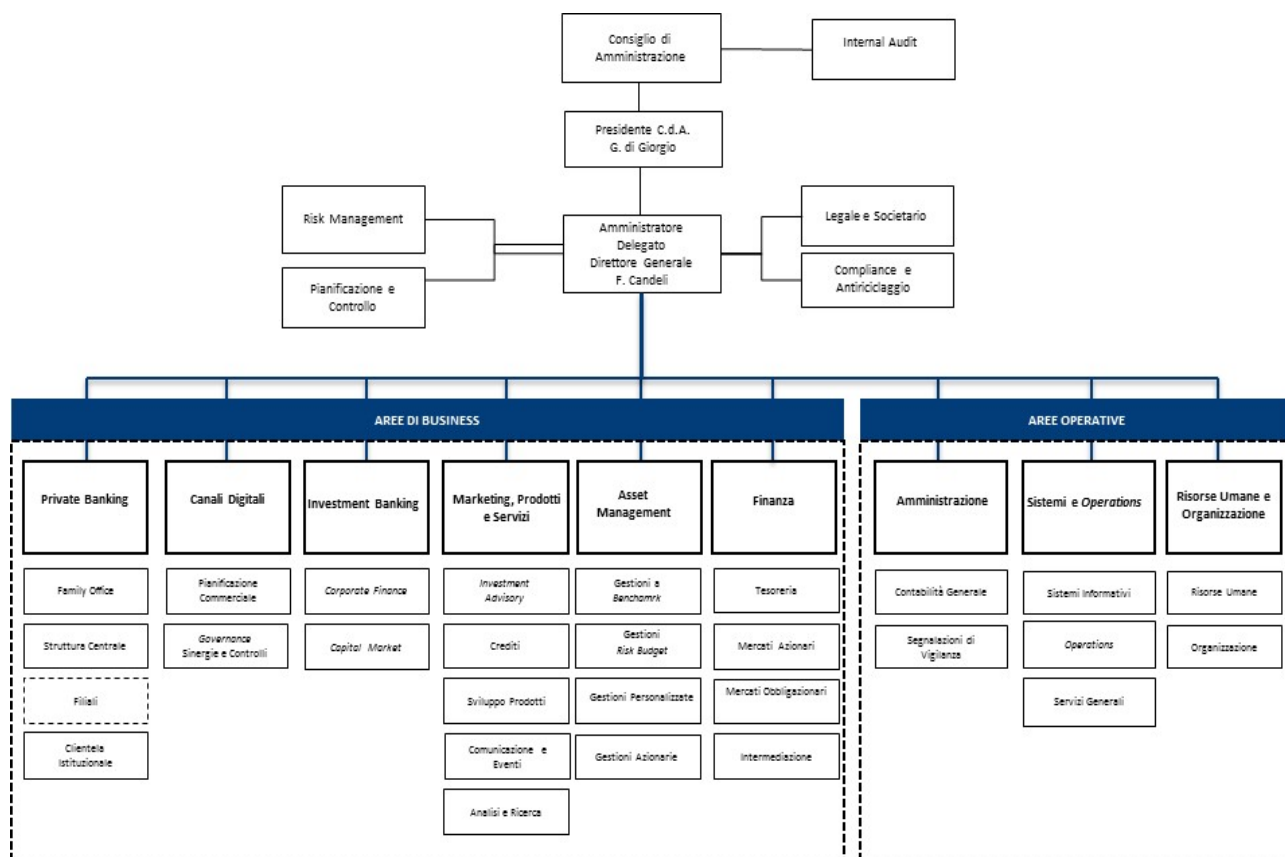 Consiglio di
Amministrazione
Internal Audit
Presidente C.d.A.
G. di Giorgio
Risk Management
Legale e Societario
Amministratore
Delegato
Direttore Generale
F. Candeli
Pianificazione e
Controllo
Compliance e
Antiriciclaggio
AREE DI BUSINESS
AREE OPERATIVE
Private Banking
Canali Digitali
Investment Banking
Marketing, Prodotti
e Servizi
Asset
Management
Finanza
Amministrazione
Sistemi e Operations
Risorse Umane e
Organizzazione
Family Office
Pianificazione
Commerciale
Corporate Finance
Investment
Advisory
Gestioni a
Benchamrk
Tesoreria
Contabilità Generale
Sistemi Informativi
Risorse Umane
Struttura Centrale
Governance
Sinergie e Controlli
Capital Market
Crediti
Gestioni
Risk Budget
Mercati Azionari
Segnalazioni di
Vigilanza
Operations
Organizzazione
Filiali
Sviluppo Prodotti
Gestioni Personalizzate
Mercati Obbligazionari
Servizi Generali
Clientela
Istituzionale
Comunicazione e
Eventi
Gestioni Azionarie
Intermediazione
Analisi e Ricerca